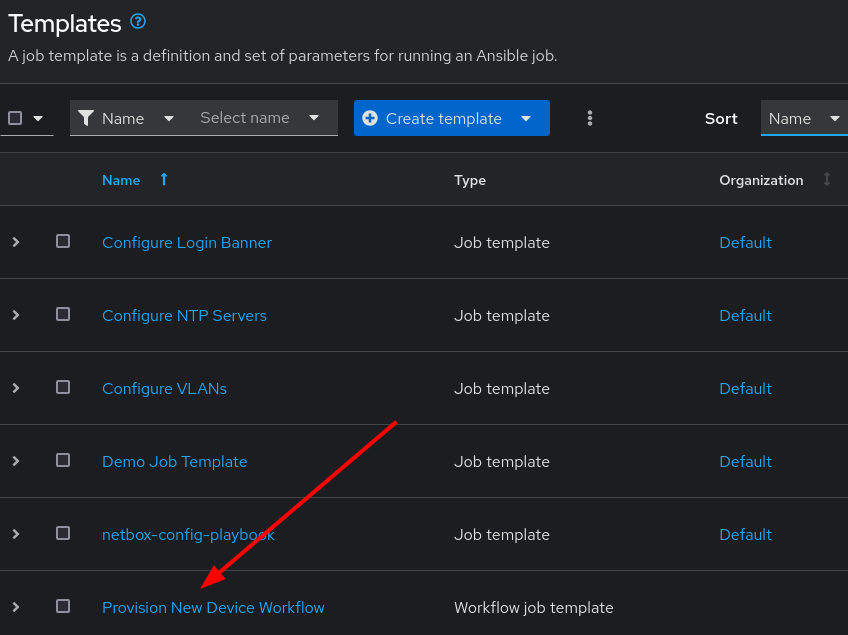 Templates
A job template is a definition and set of parameters for running an Ansible job.
Name Select name Create template Sort Name
Name Type Organization
Configure Login Banner Job template Default
Configure NTP Servers Job template Default
Configure VLANs Job template Default
Demo Job Template Job template Default
netbox-config-playbook Job template Default
Provision New Device Workflow Workflow job template